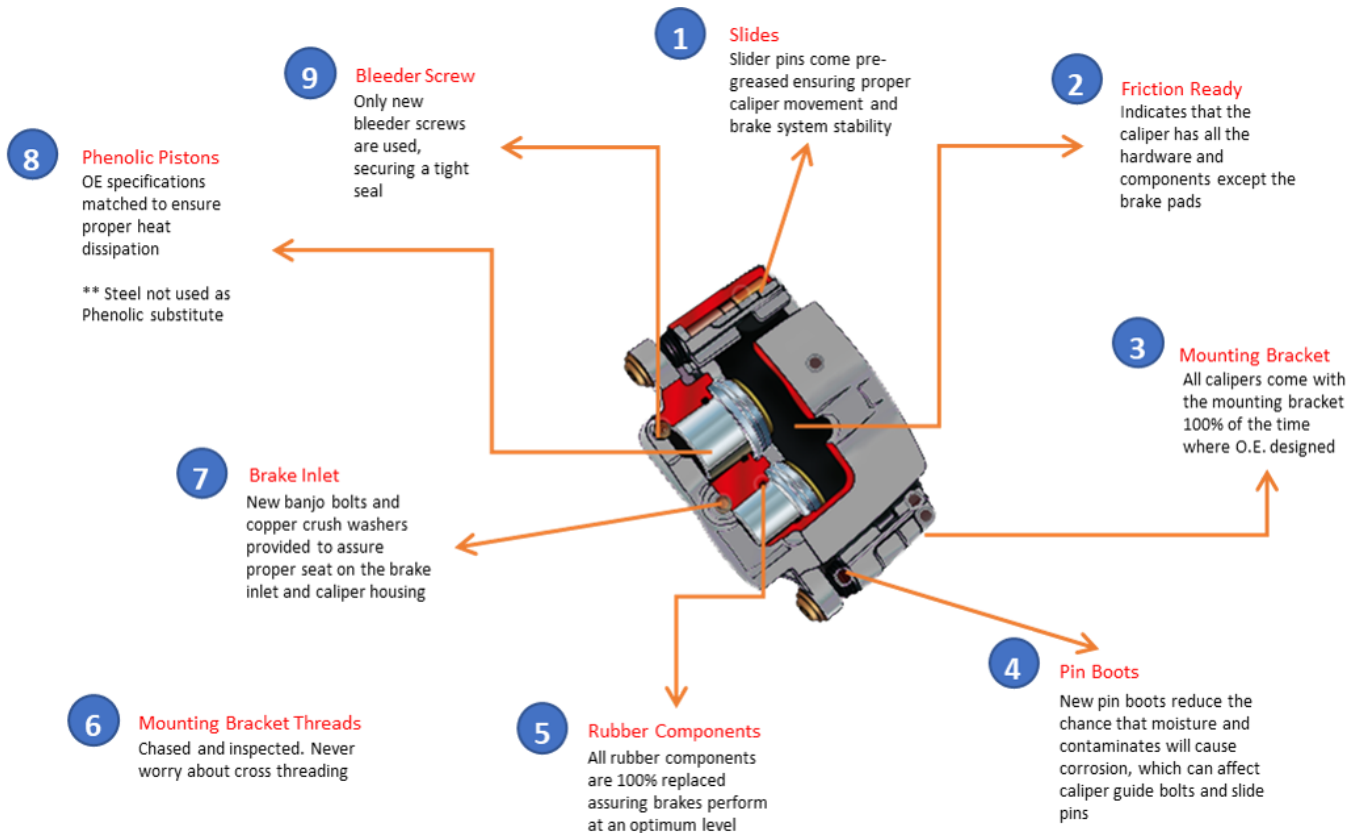 1
Slides
Slider pins come pre-
greased ensuring proper
caliper movement and
brake system stability
2
Friction Ready
Indicates that the
caliper has all the
hardware and
components except the
brake pads
3
Mounting Bracket
All calipers come with
the mounting bracket
100% of the time
where O.E. designed
4
Pin Boots
New pin boots reduce the
chance that moisture and
contaminates will cause
corrosion, which can affect
caliper guide bolts and slide
pins
5
Rubber Components
All rubber components
are 100% replaced
assuring brakes perform
at an optimum level
6
Mounting Bracket Threads
Chased and inspected. Never
worry about cross threading
7
Brake Inlet
New banjo bolts and
copper crush washers
provided to assure
proper seat on the brake
inlet and caliper housing
8
Phenolic Pistons
OE specifications
matched to ensure
proper heat
dissipation
** Steel not used as
Phenolic substitute
9
Bleeder Screw
Only new
bleeder screws
are used,
securing a tight
seal